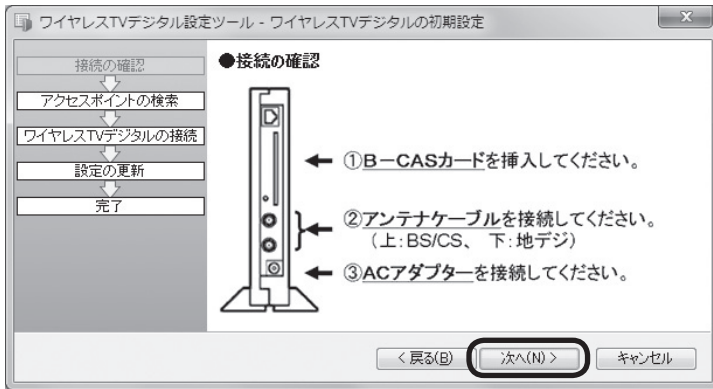 ワイヤレスTVデジタル設定ツール - ワイヤレスTVデジタルの初期設定
接続の確認
アクセスポイントの検索
ワイヤレスTVデジタルの接続
設定の更新
完了
●接続の確認
①B-CASカードを挿入してください。
②アンテナケーブルを接続してください。
(上:BS/CS、 下:地デジ)
③ACアダプターを接続してください。
< 戻る(B)
次へ(N) >
キャンセル